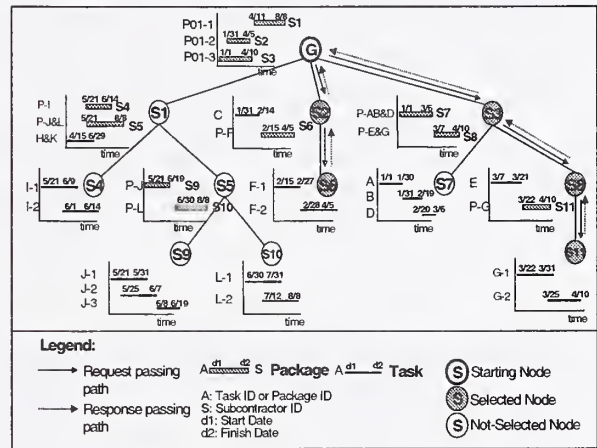 4/11 8/8
P01-1 S1
1/31 4/5
P01-2 S2
1/1 4/10
P01-3 S3
time
G
5/21 6/14
P-I S4
5/21 8/8
P-J&L S5
4/15 6/29
H&K
time
S1
C 1/31 2/14
2/15 4/5
P-F S6
time
S2
P-AB&D 1/1 3/5 S7
3/7 4/10
P-E&G S8
time
S3
5/21 6/9
I-1
6/1 6/14
I-2
time
S4
5/21 6/19
P-J S9
6/30 8/8
P-L S10
time
S5
2/15 2/27
F-1
2/28 4/5
F-2
time
S6
A 1/1 1/30
B 1/31 2/19
D 2/20 3/6
time
S7
E 3/7 3/21
3/22 4/10
P-G S11
time
S8
S9
S10
S11
J-1 5/21 5/31
J-2 5/25 6/7
J-3 5/8 6/19
time
6/30 7/31
L-1
7/12 8/8
L-2
time
3/22 3/31
G-1
3/25 4/10
G-2
time
Legend:
Request passing path
Response passing path
A d1 d2 S Package A d1 d2 Task
A: Task ID or Package ID
S: Subcontractor ID
d1: Start Date
d2: Finish Date
S Starting Node
S Selected Node
S Not-Selected Node